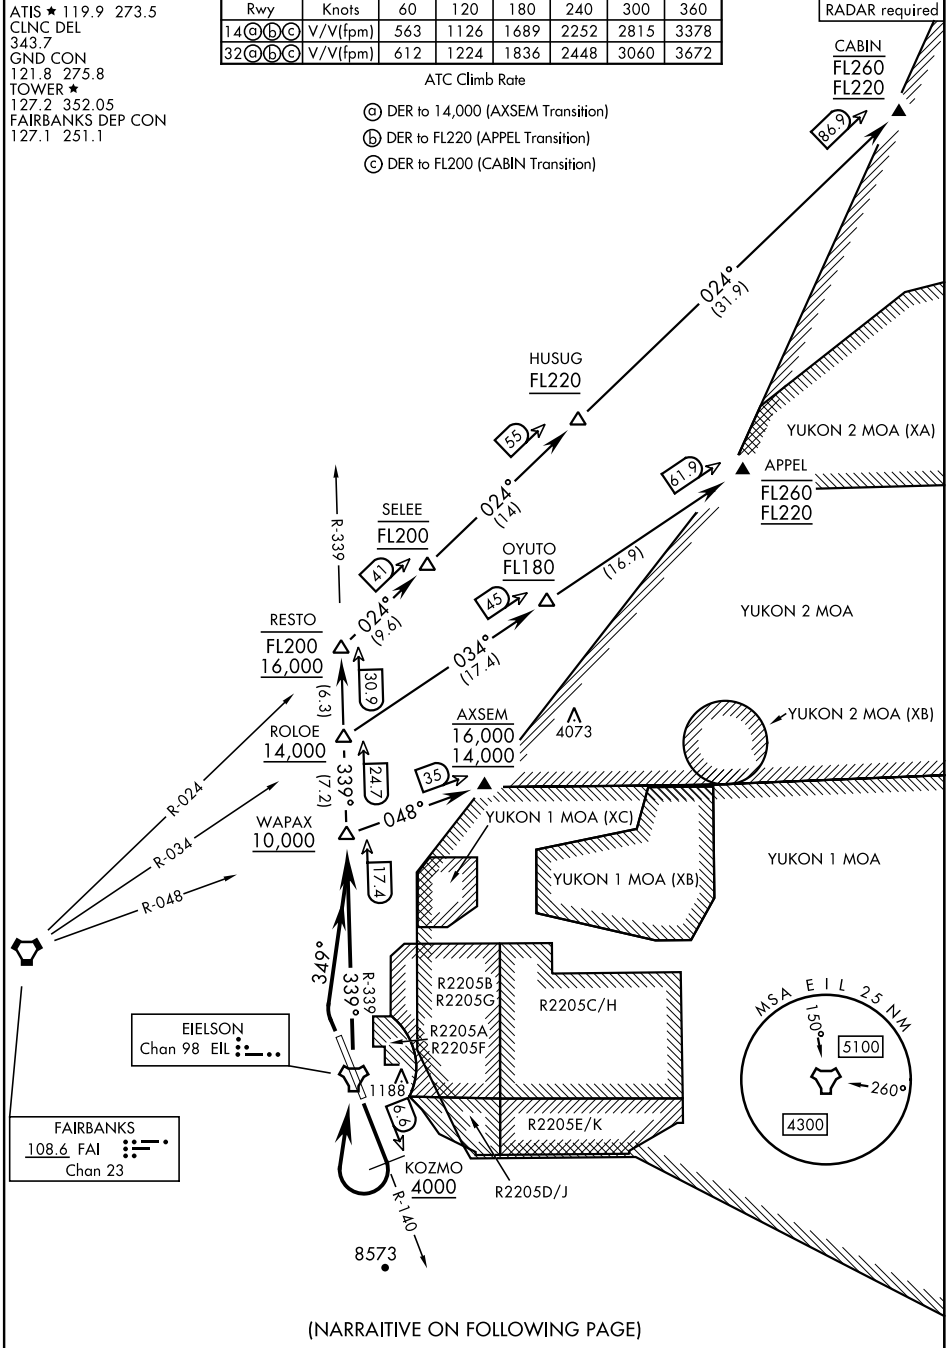 ATIS ★ 119.9 273.5
CLNC DEL
343.7
GND CON
121.8 275.8
TOWER ★
127.2 352.05
FAIRBANKS DEP CON
127.1 251.1
Rwy Knots 60 120 180 240 300 360
14 ⓐⓑⓒ V/V(fpm) 563 1126 1689 2252 2815 3378
32 ⓐⓑⓒ V/V(fpm) 612 1224 1836 2448 3060 3672
ATC Climb Rate
ⓐ DER to 14,000 (AXSEM Transition)
ⓑ DER to FL220 (APPEL Transition)
ⓒ DER to FL200 (CABIN Transition)
RADAR required
CABIN
FL260
FL220
86.9
024°
(31.9)
HUSUG
FL220
55
YUKON 2 MOA (XA)
APPEL
FL260
FL220
61.9
024°
(14)
SELEE
FL200
41
R-339
OYUTO
FL180
45
(16.9)
YUKON 2 MOA
RESTO
FL200
16,000
024°
(9.6)
30.9
(6.3)
034°
(17.4)
ROLOE
14,000
24.7
339°
(7.2)
AXSEM
16,000
14,000
35
4073
YUKON 2 MOA (XB)
WAPAX
10,000
048°
17.4
YUKON 1 MOA (XC)
YUKON 1 MOA (XB)
YUKON 1 MOA
R-024
R-034
R-048
349°
339°
R-339
R2205B
R2205G
R2205C/H
R2205A
R2205F
EIELSON
Chan 98 EIL
1188
6.6
R2205E/K
R2205D/J
FAIRBANKS
108.6 FAI
Chan 23
KOZMO
4000
R-140
8573
MSA EIL 25 NM
150°
5100
260°
4300
(NARRAITIVE ON FOLLOWING PAGE)